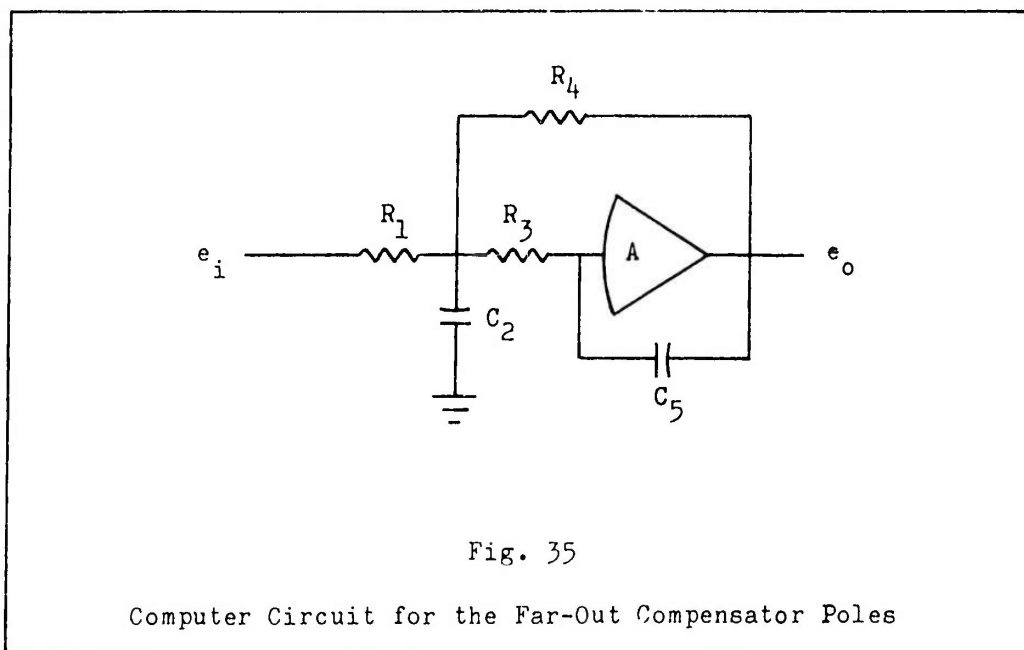 R4
R1
R3
ei
A
eo
C2
C5
Fig. 35
Computer Circuit for the Far-Out Compensator Poles